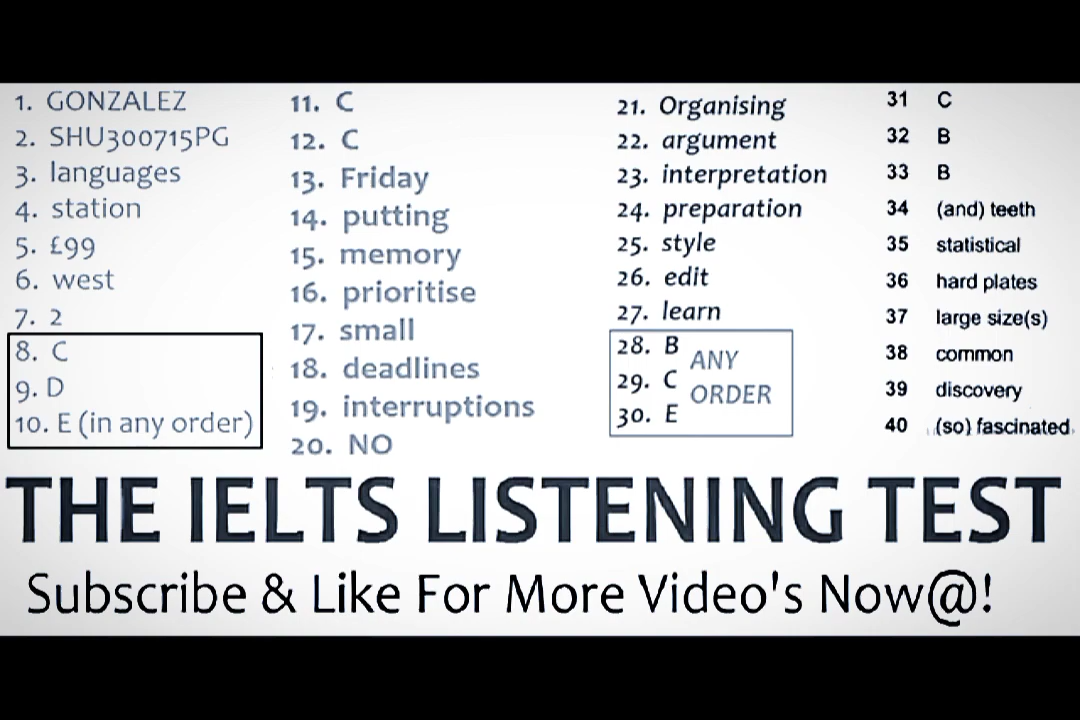 1. GONZALEZ
2. SHU300715PG
3. languages
4. station
5. £99
6. west
7. 2
8. C
9. D
10. E (in any order)
11. C
12. C
13. Friday
14. putting
15. memory
16. prioritise
17. small
18. deadlines
19. interruptions
20. NO
21. Organising
22. argument
23. interpretation
24. preparation
25. style
26. edit
27. learn
28. B
29. C
30. E
ANY
ORDER
31 C
32 B
33 B
34 (and) teeth
35 statistical
36 hard plates
37 large size(s)
38 common
39 discovery
40 (so) fascinated
THE IELTS LISTENING TEST
Subscribe & Like For More Video's Now@!